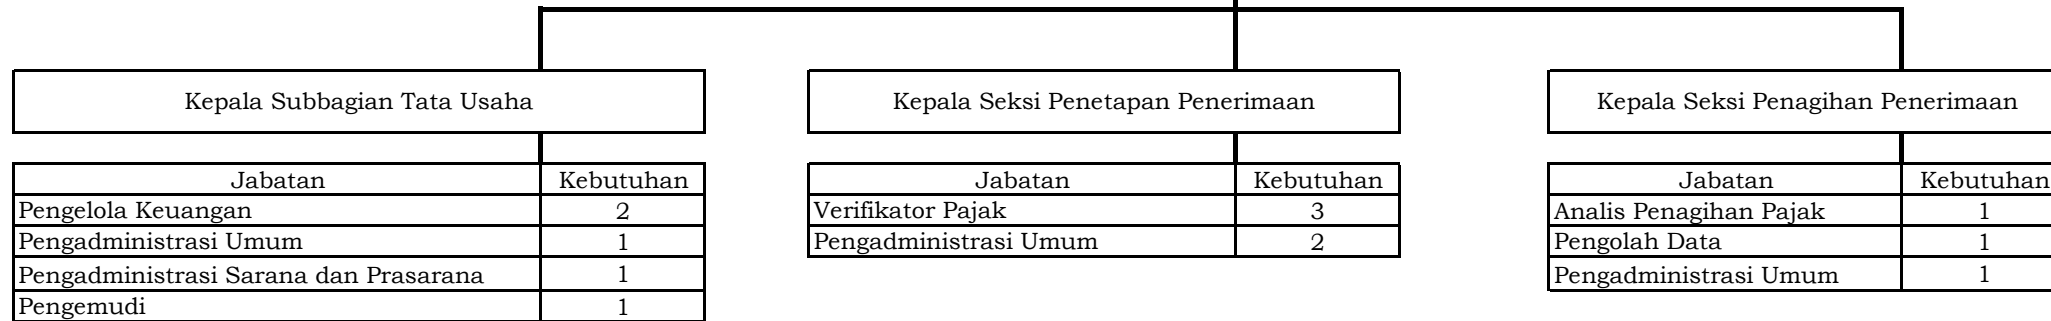 Kepala Subbagian Tata Usaha
Jabatan Kebutuhan
Pengelola Keuangan 2
Pengadministrasi Umum 1
Pengadministrasi Sarana dan Prasarana 1
Pengemudi 1
Kepala Seksi Penetapan Penerimaan
Jabatan Kebutuhan
Verifikator Pajak 3
Pengadministrasi Umum 2
Kepala Seksi Penagihan Penerimaan
Jabatan Kebutuhan
Analis Penagihan Pajak 1
Pengolah Data 1
Pengadministrasi Umum 1